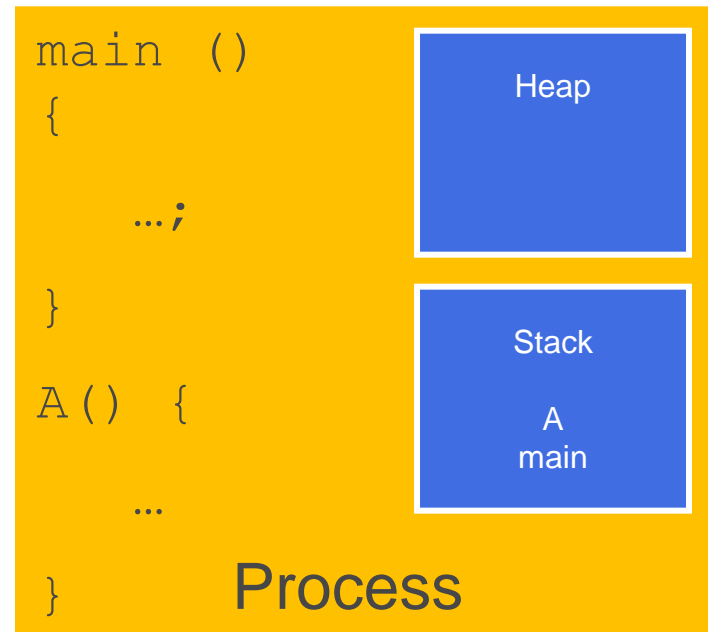 main ()
{
…;
}
A() {
…
}
Heap
Stack
A
main
Process